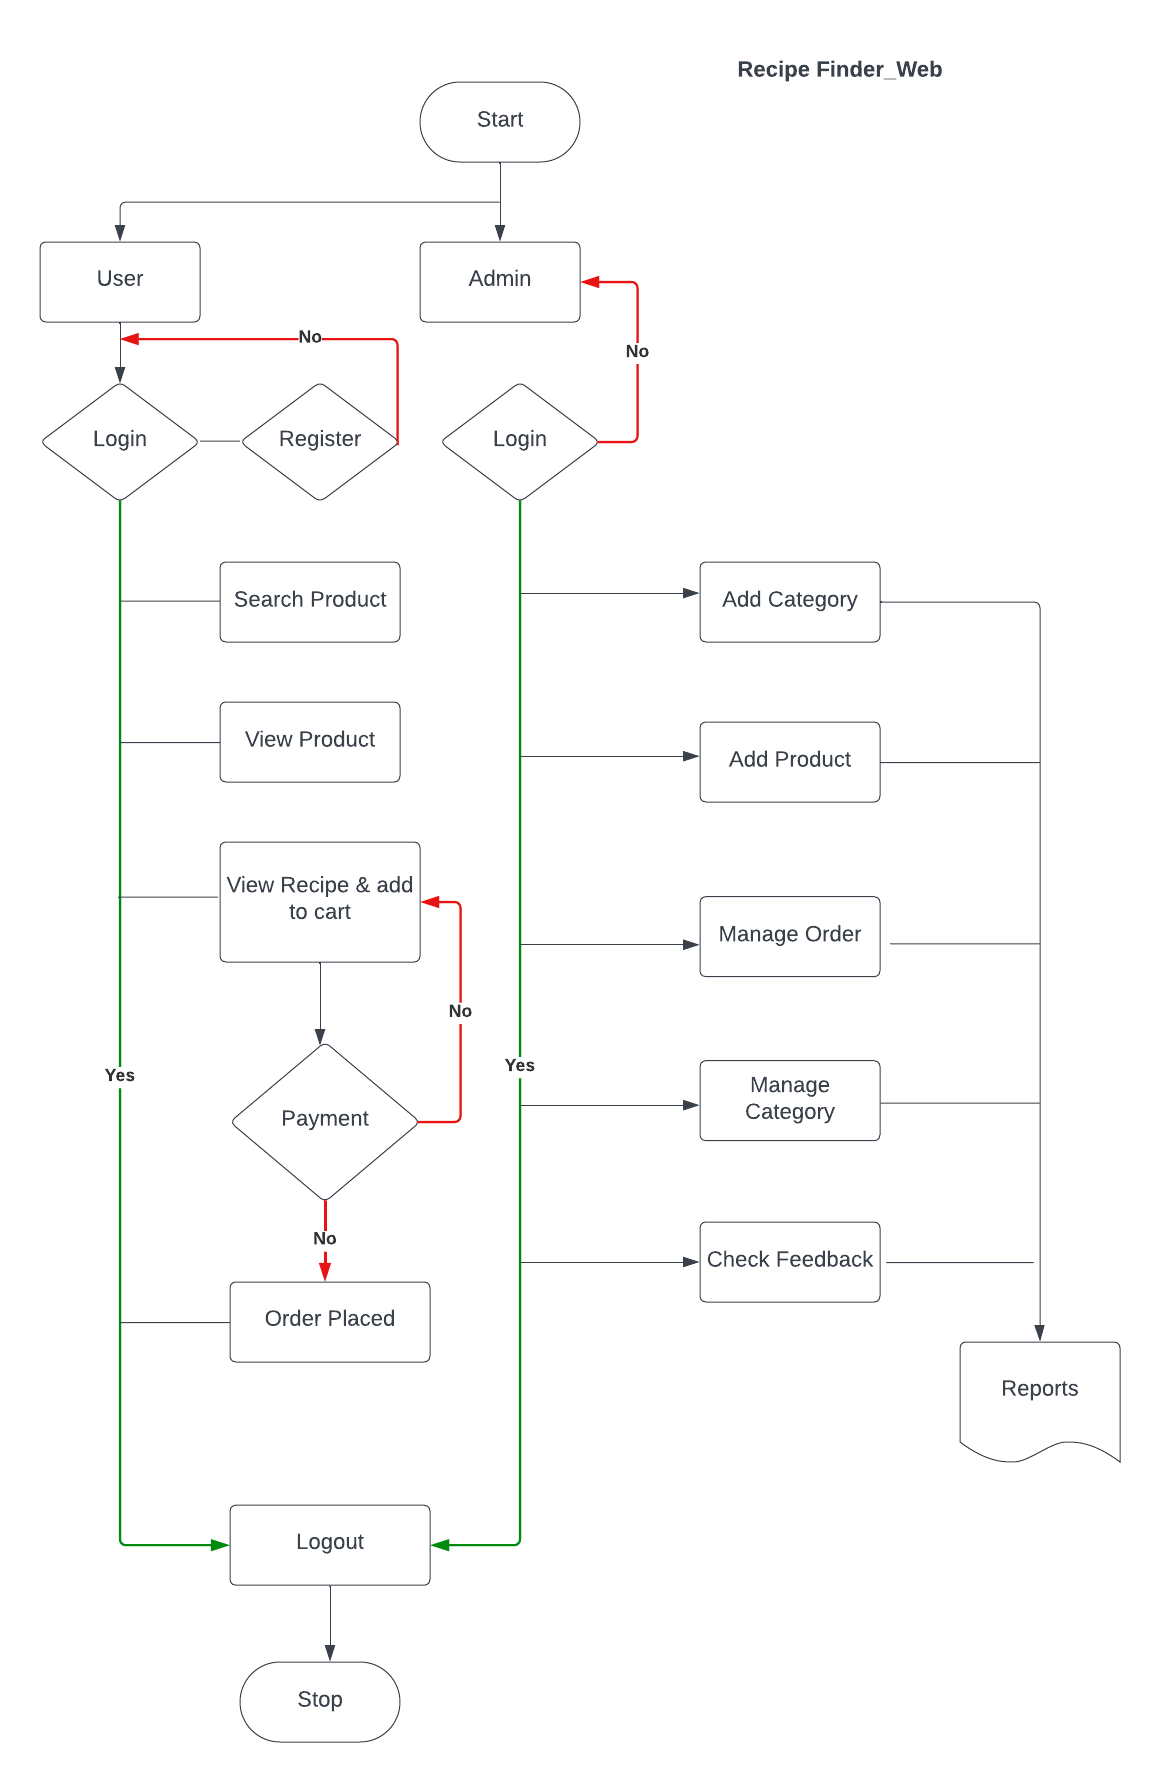 Recipe Finder_Web
Start
User
Admin
No
No
Login
Register
Login
Search Product
Add Category
View Product
Add Product
View Recipe & add
to cart
Manage Order
No
Yes
Yes
Manage
Category
Payment
No
Check Feedback
Order Placed
Reports
Logout
Stop